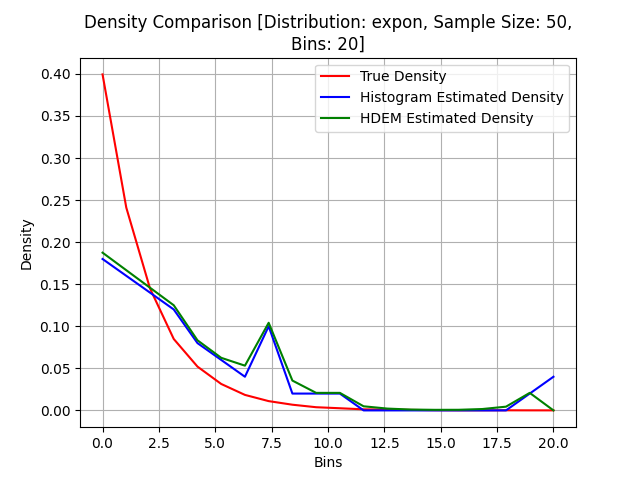 Density Comparison [Distribution: expon, Sample Size: 50,
Bins: 20]
True Density
Histogram Estimated Density
HDEM Estimated Density
Density
0.40
0.35
0.30
0.25
0.20
0.15
0.10
0.05
0.00
0.0 2.5 5.0 7.5 10.0 12.5 15.0 17.5 20.0
Bins